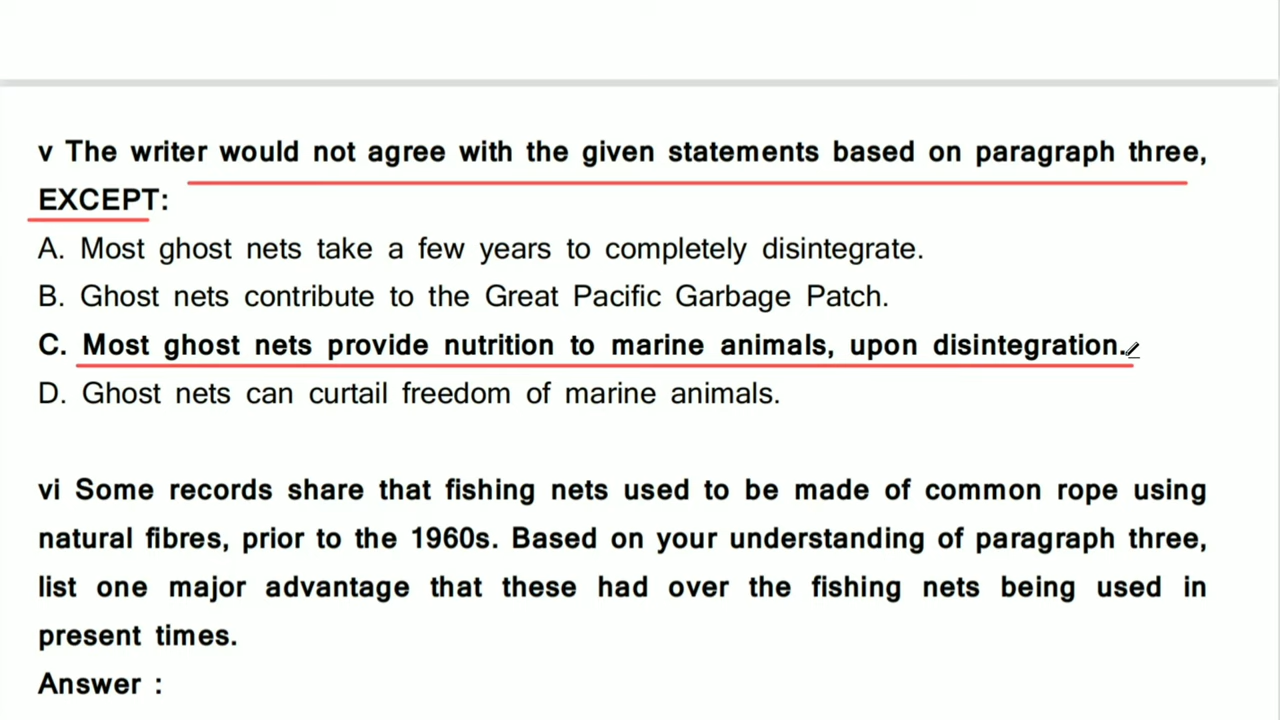 v The writer would not agree with the given statements based on paragraph three,
EXCEPT:
A. Most ghost nets take a few years to completely disintegrate.
B. Ghost nets contribute to the Great Pacific Garbage Patch.
C. Most ghost nets provide nutrition to marine animals, upon disintegration.
D. Ghost nets can curtail freedom of marine animals.
vi Some records share that fishing nets used to be made of common rope using
natural fibres, prior to the 1960s. Based on your understanding of paragraph three,
list one major advantage that these had over the fishing nets being used in
present times.
Answer :